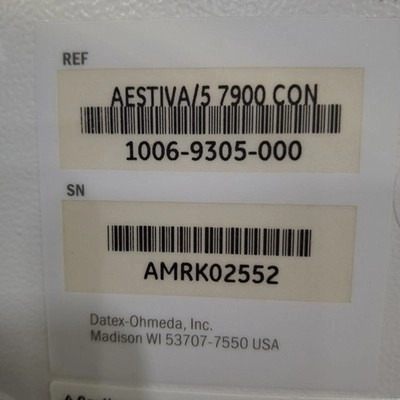 REF
AESTIVA/5 7900 CON
1006-9305-000
SN
AMRK02552
Datex-Ohmeda, Inc.
Madison WI 53707-7550 USA